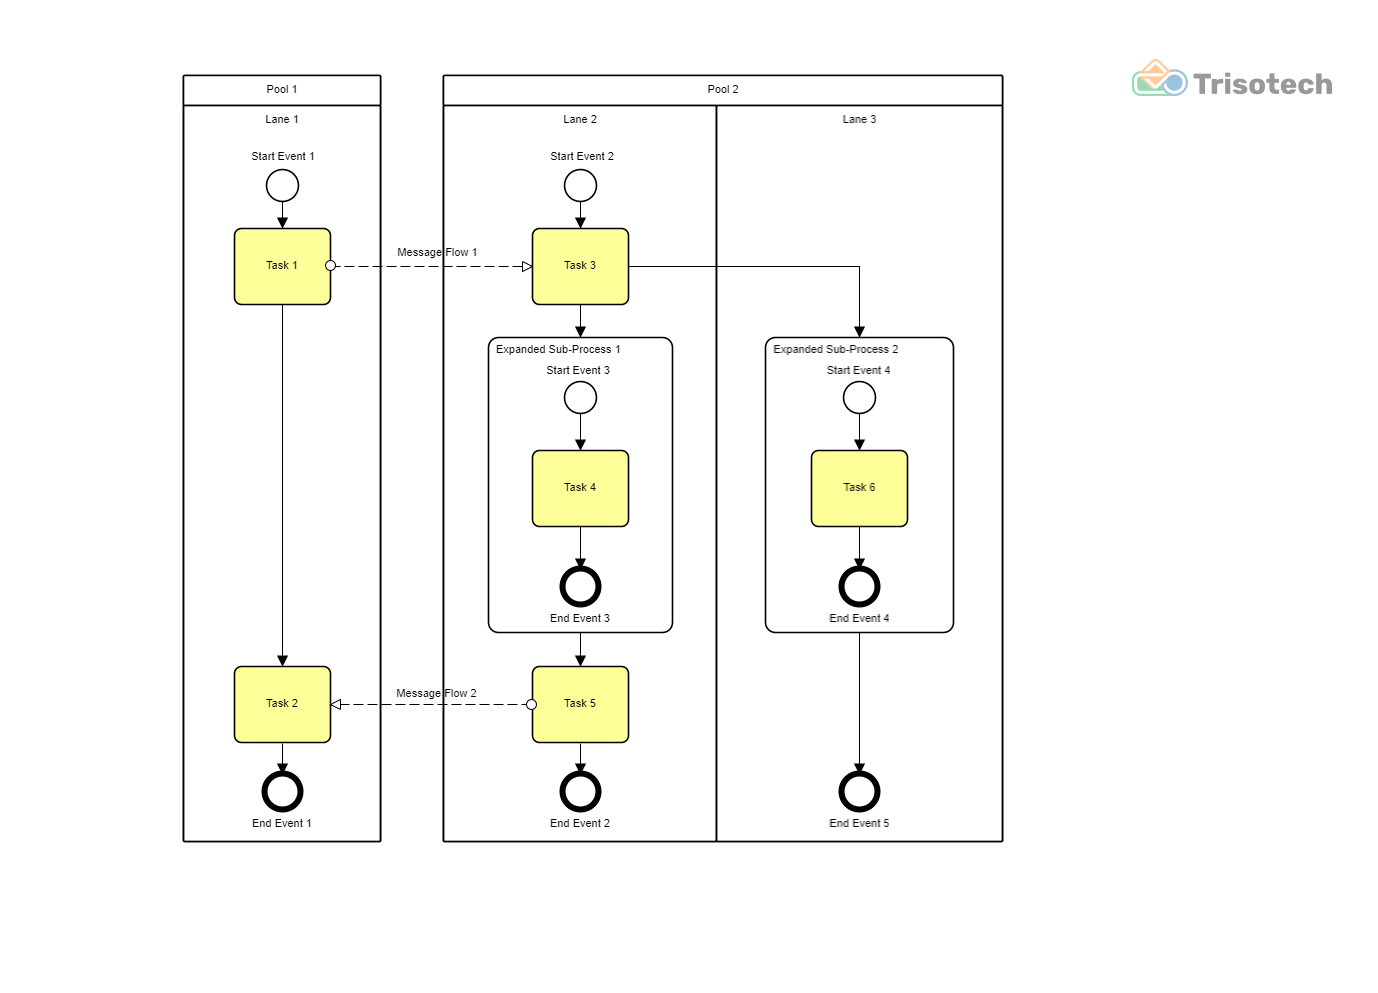 Trisotech
Pool 1
Pool 2
Lane 1
Lane 2
Lane 3
Start Event 1
Start Event 2
Message Flow 1
Task 1
Task 3
Expanded Sub-Process 1
Expanded Sub-Process 2
Start Event 3
Start Event 4
Task 4
Task 6
End Event 3
End Event 4
Message Flow 2
Task 2
Task 5
End Event 1
End Event 2
End Event 5